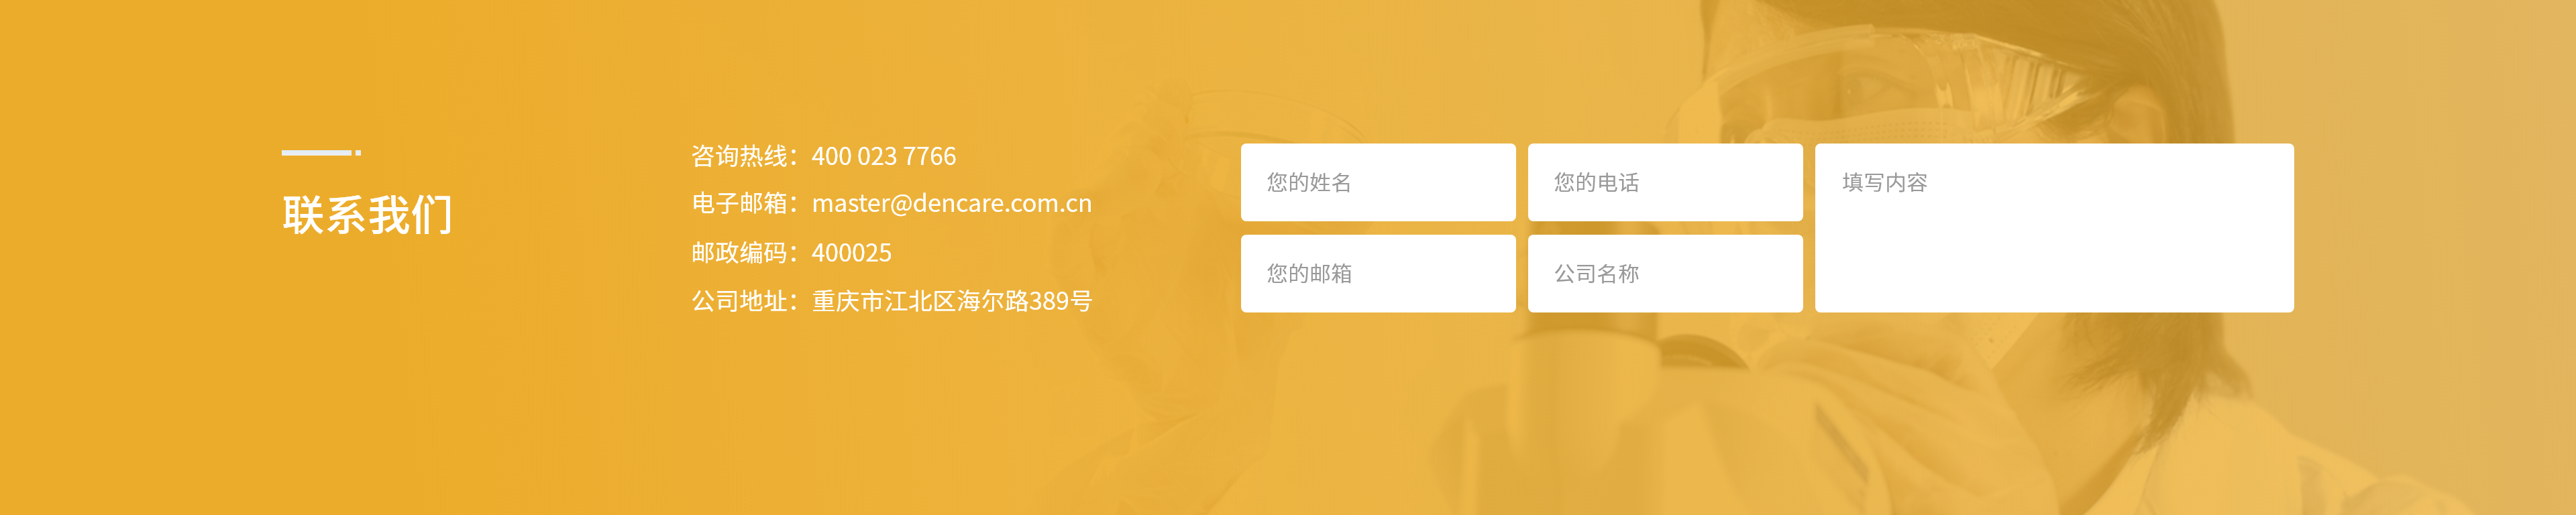 联系我们
咨询热线：400 023 7766
电子邮箱：master@dencare.com.cn
邮政编码：400025
公司地址：重庆市江北区海尔路389号
您的姓名
您的电话
填写内容
您的邮箱
公司名称